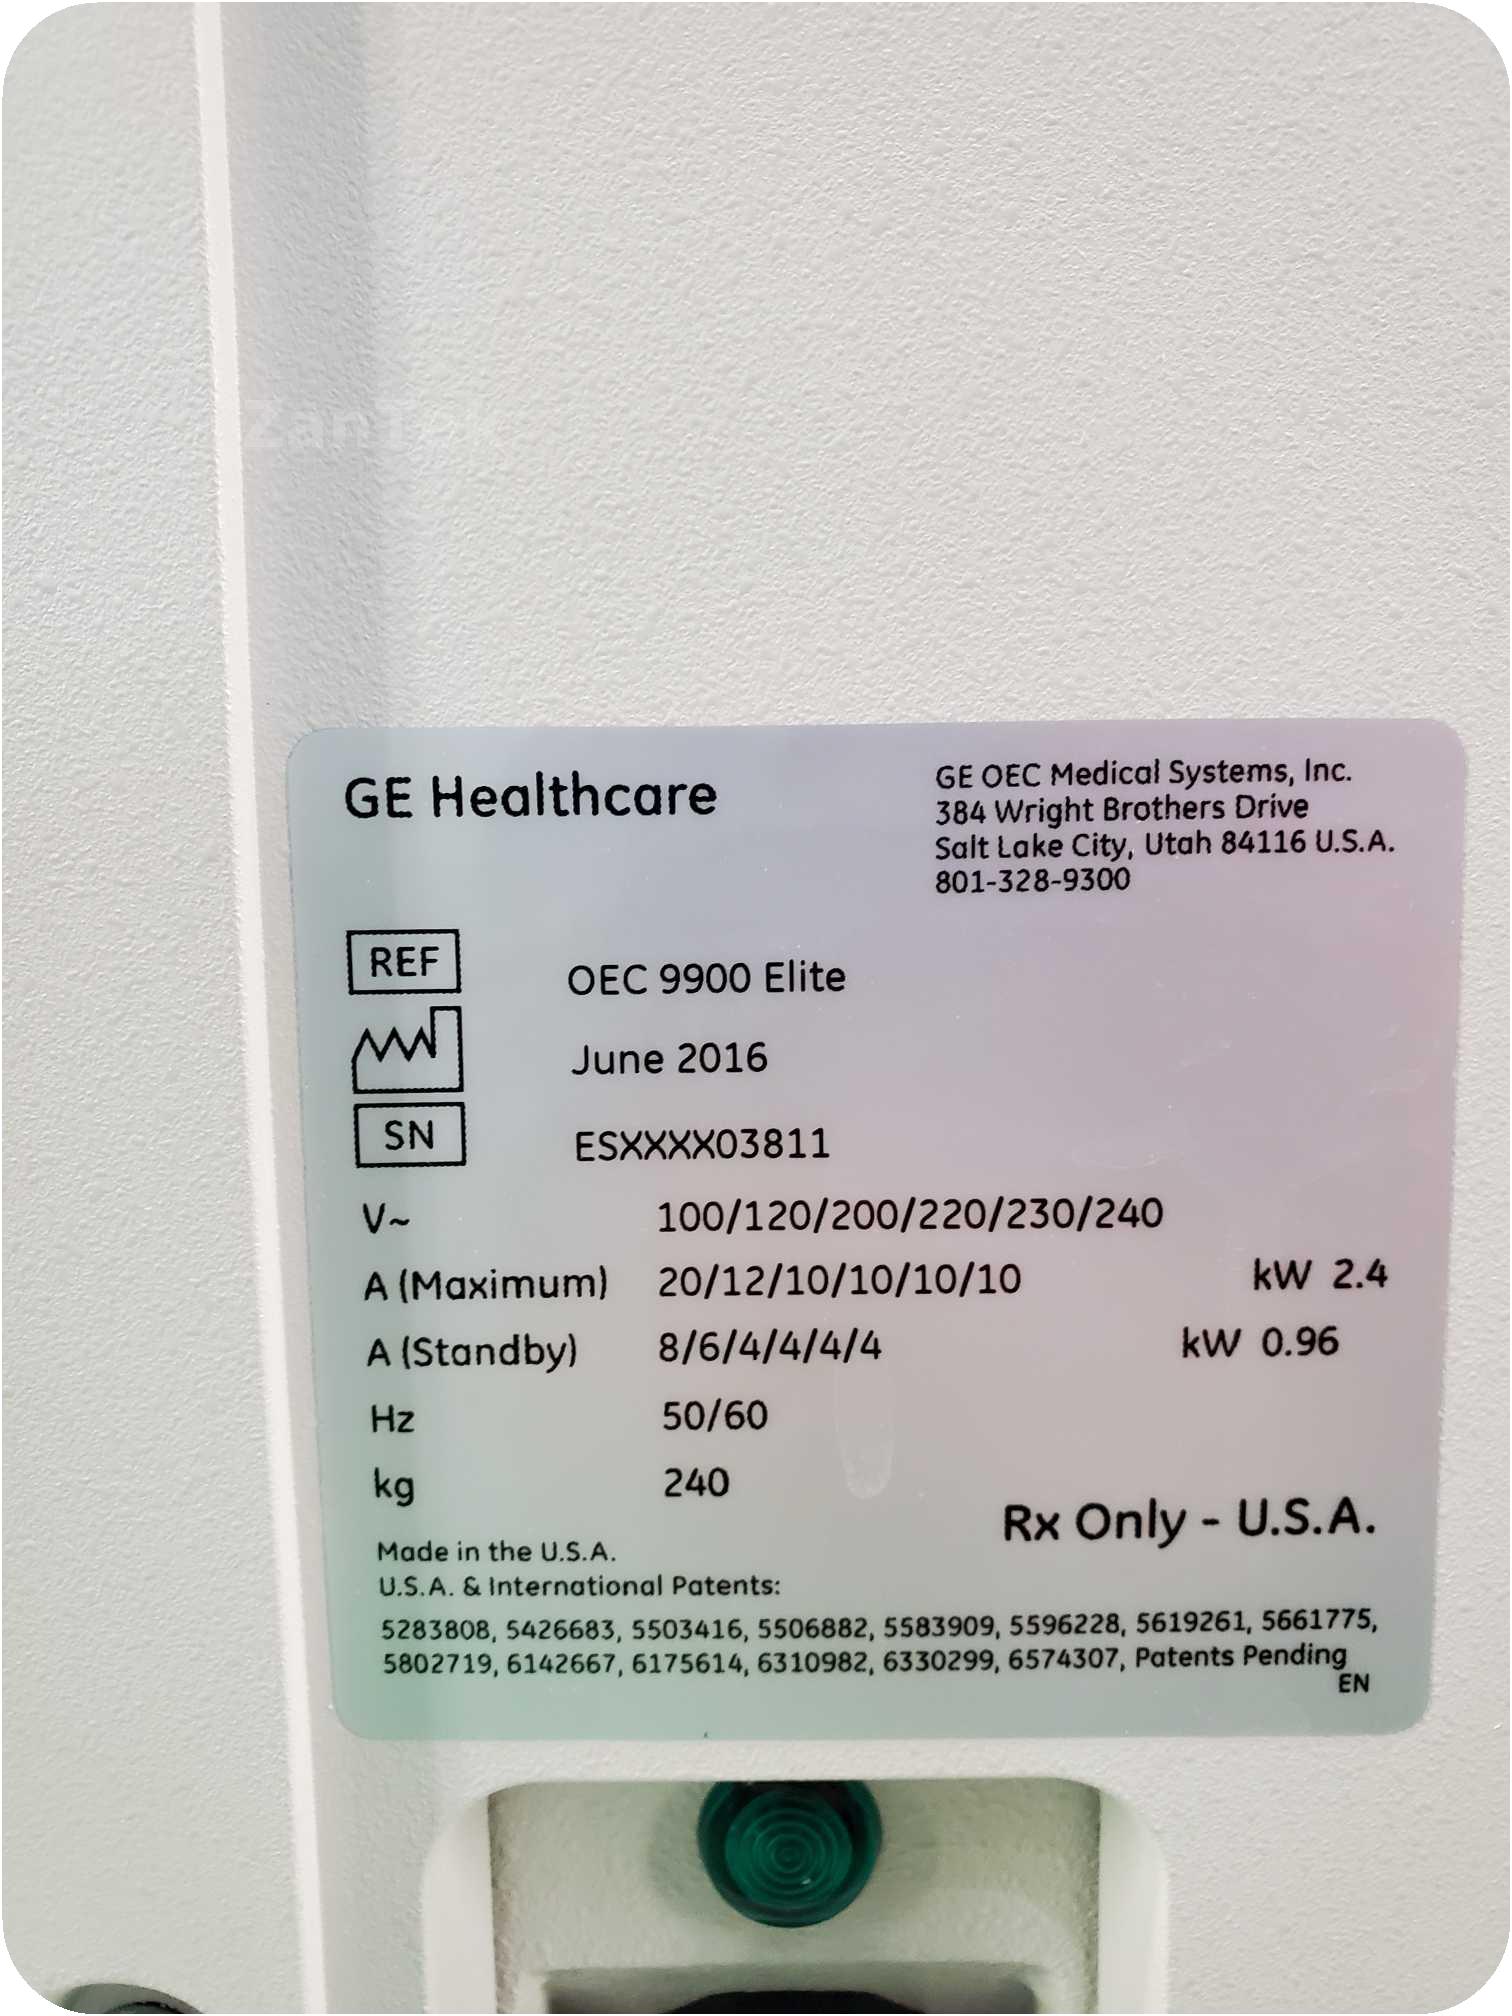 ZanTek
GE Healthcare
GE OEC Medical Systems, Inc.
384 Wright Brothers Drive
Salt Lake City, Utah 84116 U.S.A.
801-328-9300
REF OEC 9900 Elite
June 2016
SN ESXXXX03811
V~ 100/120/200/220/230/240
A (Maximum) 20/12/10/10/10/10 kW 2.4
A (Standby) 8/6/4/4/4/4 kW 0.96
Hz 50/60
kg 240
Rx Only - U.S.A.
Made in the U.S.A.
U.S.A. & International Patents:
5283808, 5426683, 5503416, 5506882, 5583909, 5596228, 5619261, 5661775,
5802719, 6142667, 6175614, 6310982, 6330299, 6574307, Patents Pending
EN